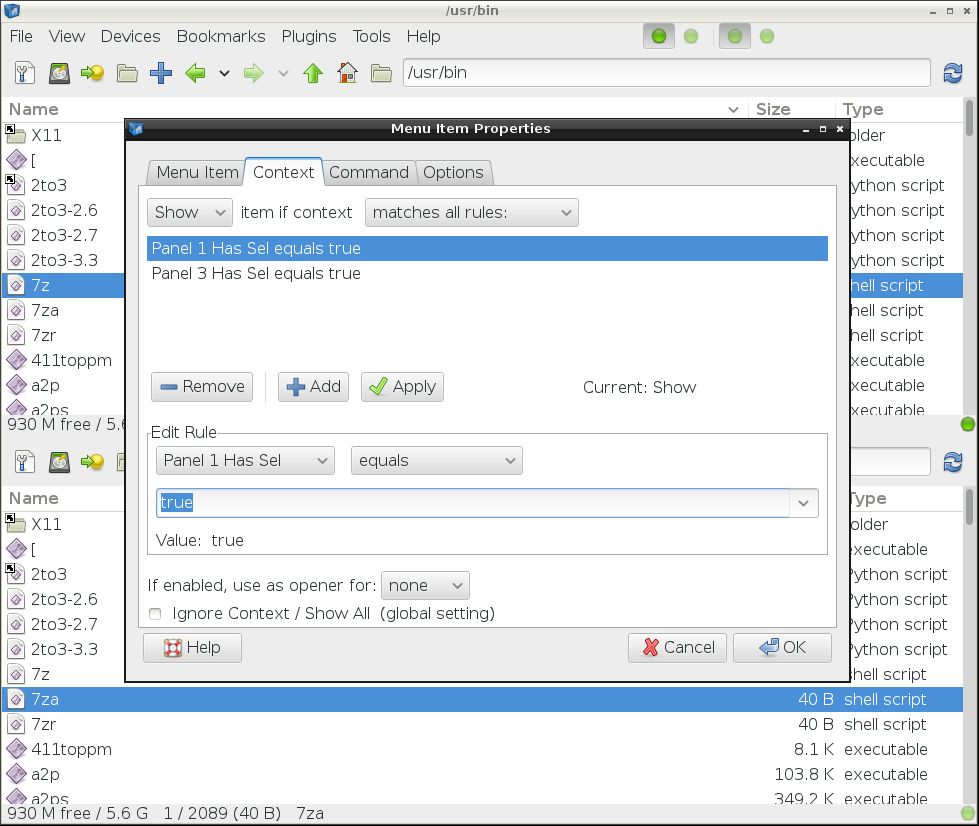 /usr/bin
File View Devices Bookmarks Plugins Tools Help
/usr/bin
Name Size Type
X11 older
[ executable
2to3 ython script
2to3-2.6 ython script
2to3-2.7 ython script
2to3-3.3 ython script
7z hell script
7za hell script
7zr hell script
411toppm executable
a2p executable
a2ps executable
930 M free / 5.6
Menu Item Properties
Menu Item Context Command Options
Show item if context matches all rules:
Panel 1 Has Sel equals true
Panel 3 Has Sel equals true
Remove Add Apply Current: Show
Edit Rule
Panel 1 Has Sel equals
true
Value: true
If enabled, use as opener for: none
Ignore Context / Show All (global setting)
Help Cancel OK
Name Type
X11 older
[ executable
2to3 Python script
2to3-2.6 Python script
2to3-2.7 Python script
2to3-3.3 Python script
7z shell script
7za 40 B shell script
7zr 40 B shell script
411toppm 8.1 K executable
a2p 103.8 K executable
a2ps 349.2 K executable
930 M free / 5.6 G 1 / 2089 (40 B) 7za